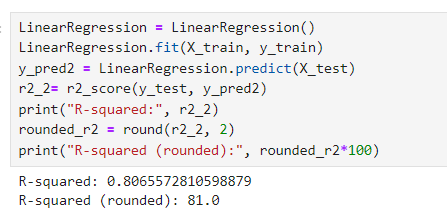 LinearRegression = LinearRegression()
LinearRegression.fit(X_train, y_train)
y_pred2 = LinearRegression.predict(X_test)
r2_2= r2_score(y_test, y_pred2)
print("R-squared:", r2_2)
rounded_r2 = round(r2_2, 2)
print("R-squared (rounded):", rounded_r2*100)
R-squared: 0.8065572810598879
R-squared (rounded): 81.0